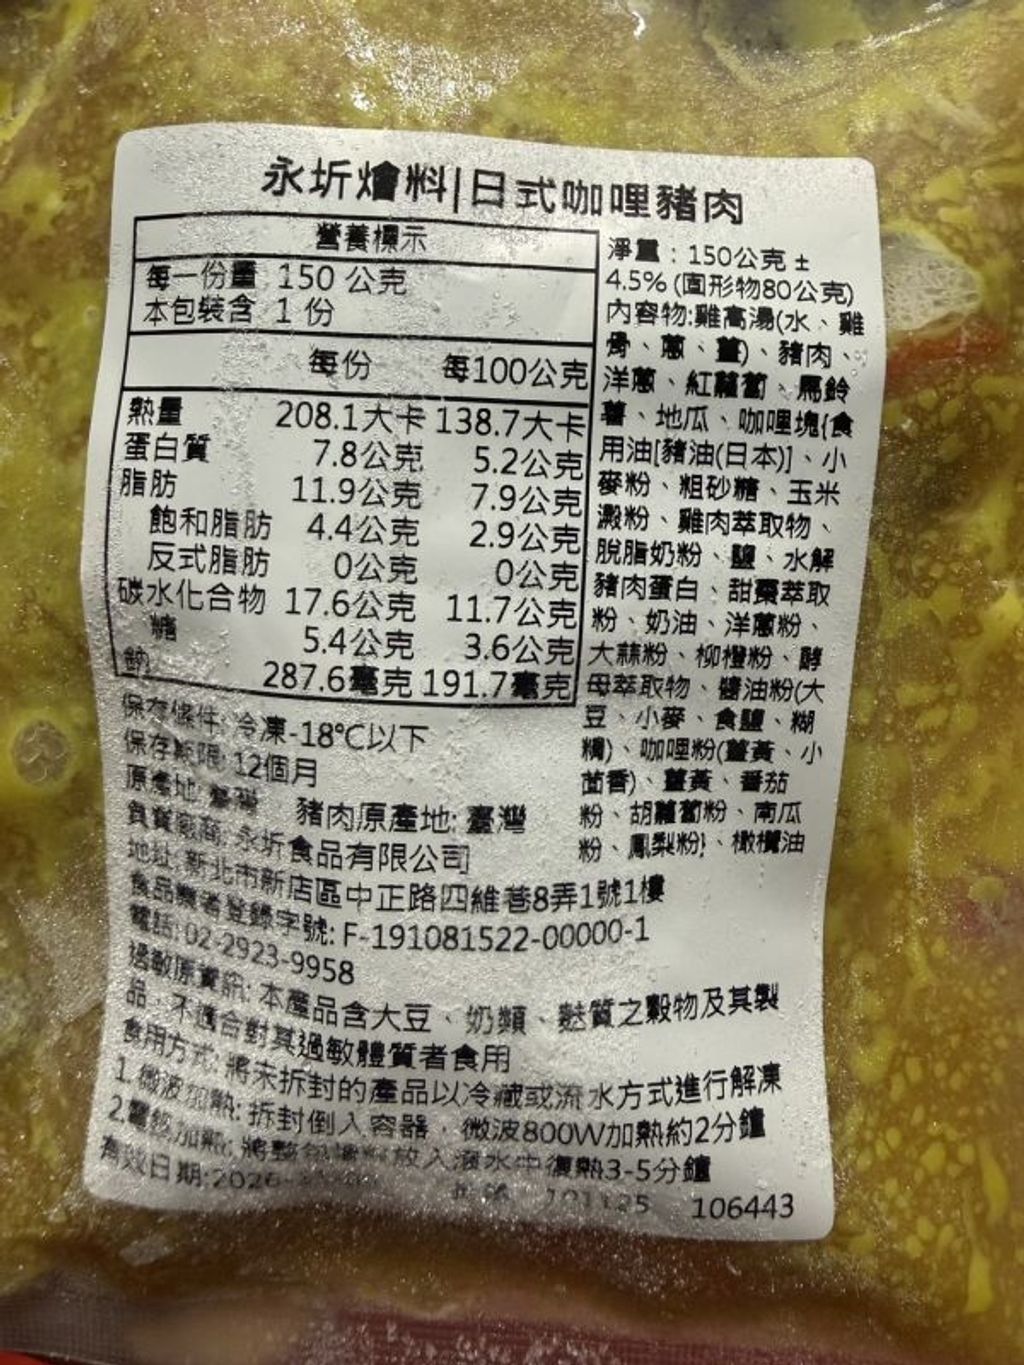 永圻燴料|日式咖哩豬肉
營養標示
每一份量 150 公克
本包裝含 1 份
每份 每100公克
熱量 208.1大卡 138.7大卡
蛋白質 7.8公克 5.2公克
脂肪 11.9公克 7.9公克
飽和脂肪 4.4公克 2.9公克
反式脂肪 0公克 0公克
碳水化合物 17.6公克 11.7公克
糖 5.4公克 3.6公克
鈉 287.6毫克 191.7毫克
淨重：150公克 ±
4.5% (固形物80公克)
內容物:雞高湯(水、雞
骨、蔥、薑)、豬肉、
洋蔥、紅蘿蔔、馬鈴
薯、地瓜、咖哩塊{食
用油[豬油(日本)]、小
麥粉、粗砂糖、玉米
澱粉、雞肉萃取物、
脫脂奶粉、鹽、水解
豬肉蛋白、甜棗萃取
粉、奶油、洋蔥粉、
大蒜粉、柳橙粉、酵
母萃取物、醬油粉(大
豆、小麥、食鹽、糊
精)、咖哩粉(薑黃、小
茴香)、薑黃、番茄
粉、胡蘿蔔粉、南瓜
粉、鳳梨粉}、橄欖油
保存條件: 冷凍-18℃以下
保存期限: 12個月
原產地: 臺灣 豬肉原產地: 臺灣
負責廠商: 永圻食品有限公司
地址: 新北市新店區中正路四維巷8弄1號1樓
食品業者登錄字號: F-191081522-00000-1
電話: 02-2923-9958
過敏原資訊: 本產品含大豆、奶類、麩質之穀物及其製
品，不適合對其過敏體質者食用
食用方式: 將未拆封的產品以冷藏或流水方式進行解凍
1.微波加熱: 拆封倒入容器，微波800W加熱約2分鐘
2.電鍋加熱: 將整包燴料放入滾水中復熱3-5分鐘
有效日期:2026- 101125 106443